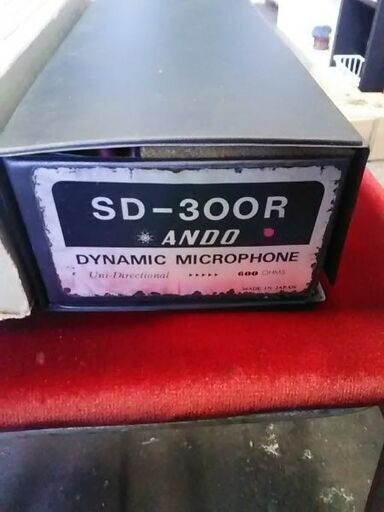 SD-300R
ANDO
DYNAMIC MICROPHONE
Uni-Directional 600 OHMS
MADE IN JAPAN